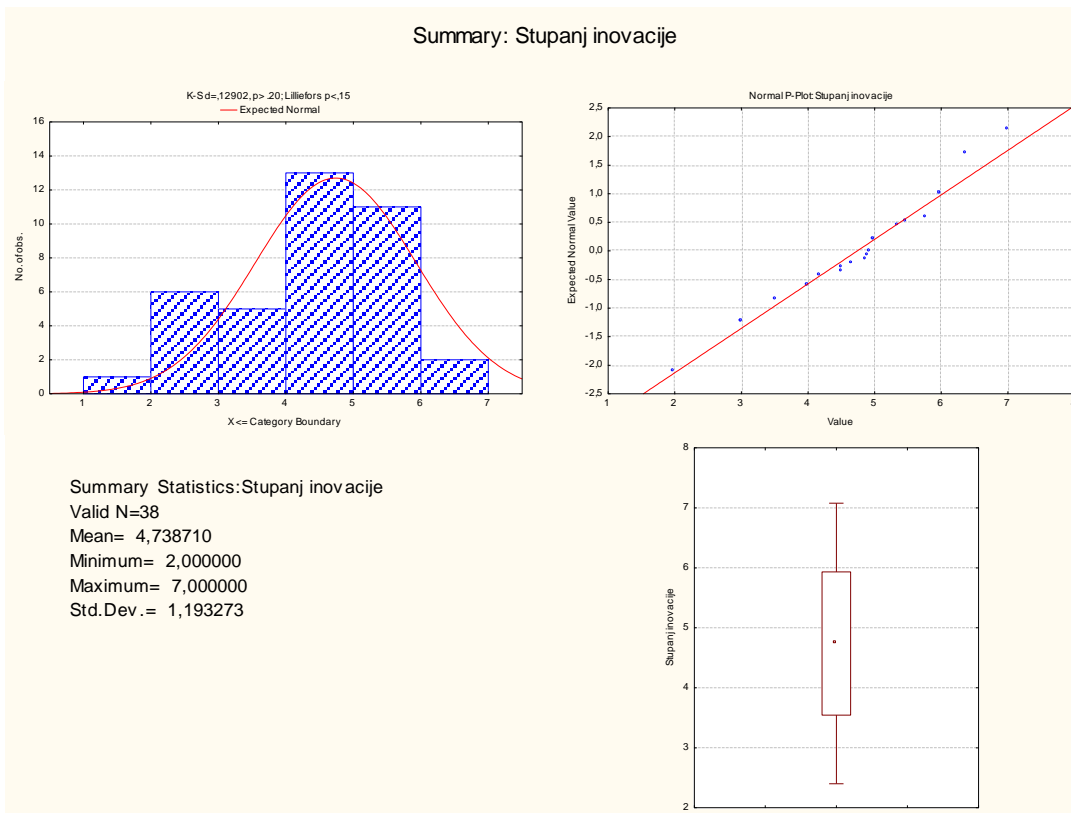 Summary: Stupanj inovacije
K-S d=,12902, p> .20; Lilliefors p<,15
Expected Normal
16
14
12
10
8
6
4
2
0
No. of obs.
1 2 3 4 5 6 7
X <= Category Boundary
Normal P-Plot: Stupanj inovacije
2,5
2,0
1,5
1,0
0,5
0,0
-0,5
-1,0
-1,5
-2,0
-2,5
Expected Normal Value
1 2 3 4 5 6 7
Value
Summary Statistics:Stupanj inovacije
Valid N=38
Mean= 4,738710
Minimum= 2,000000
Maximum= 7,000000
Std.Dev.= 1,193273
8
7
6
5
4
3
2
Stupanj inovacije